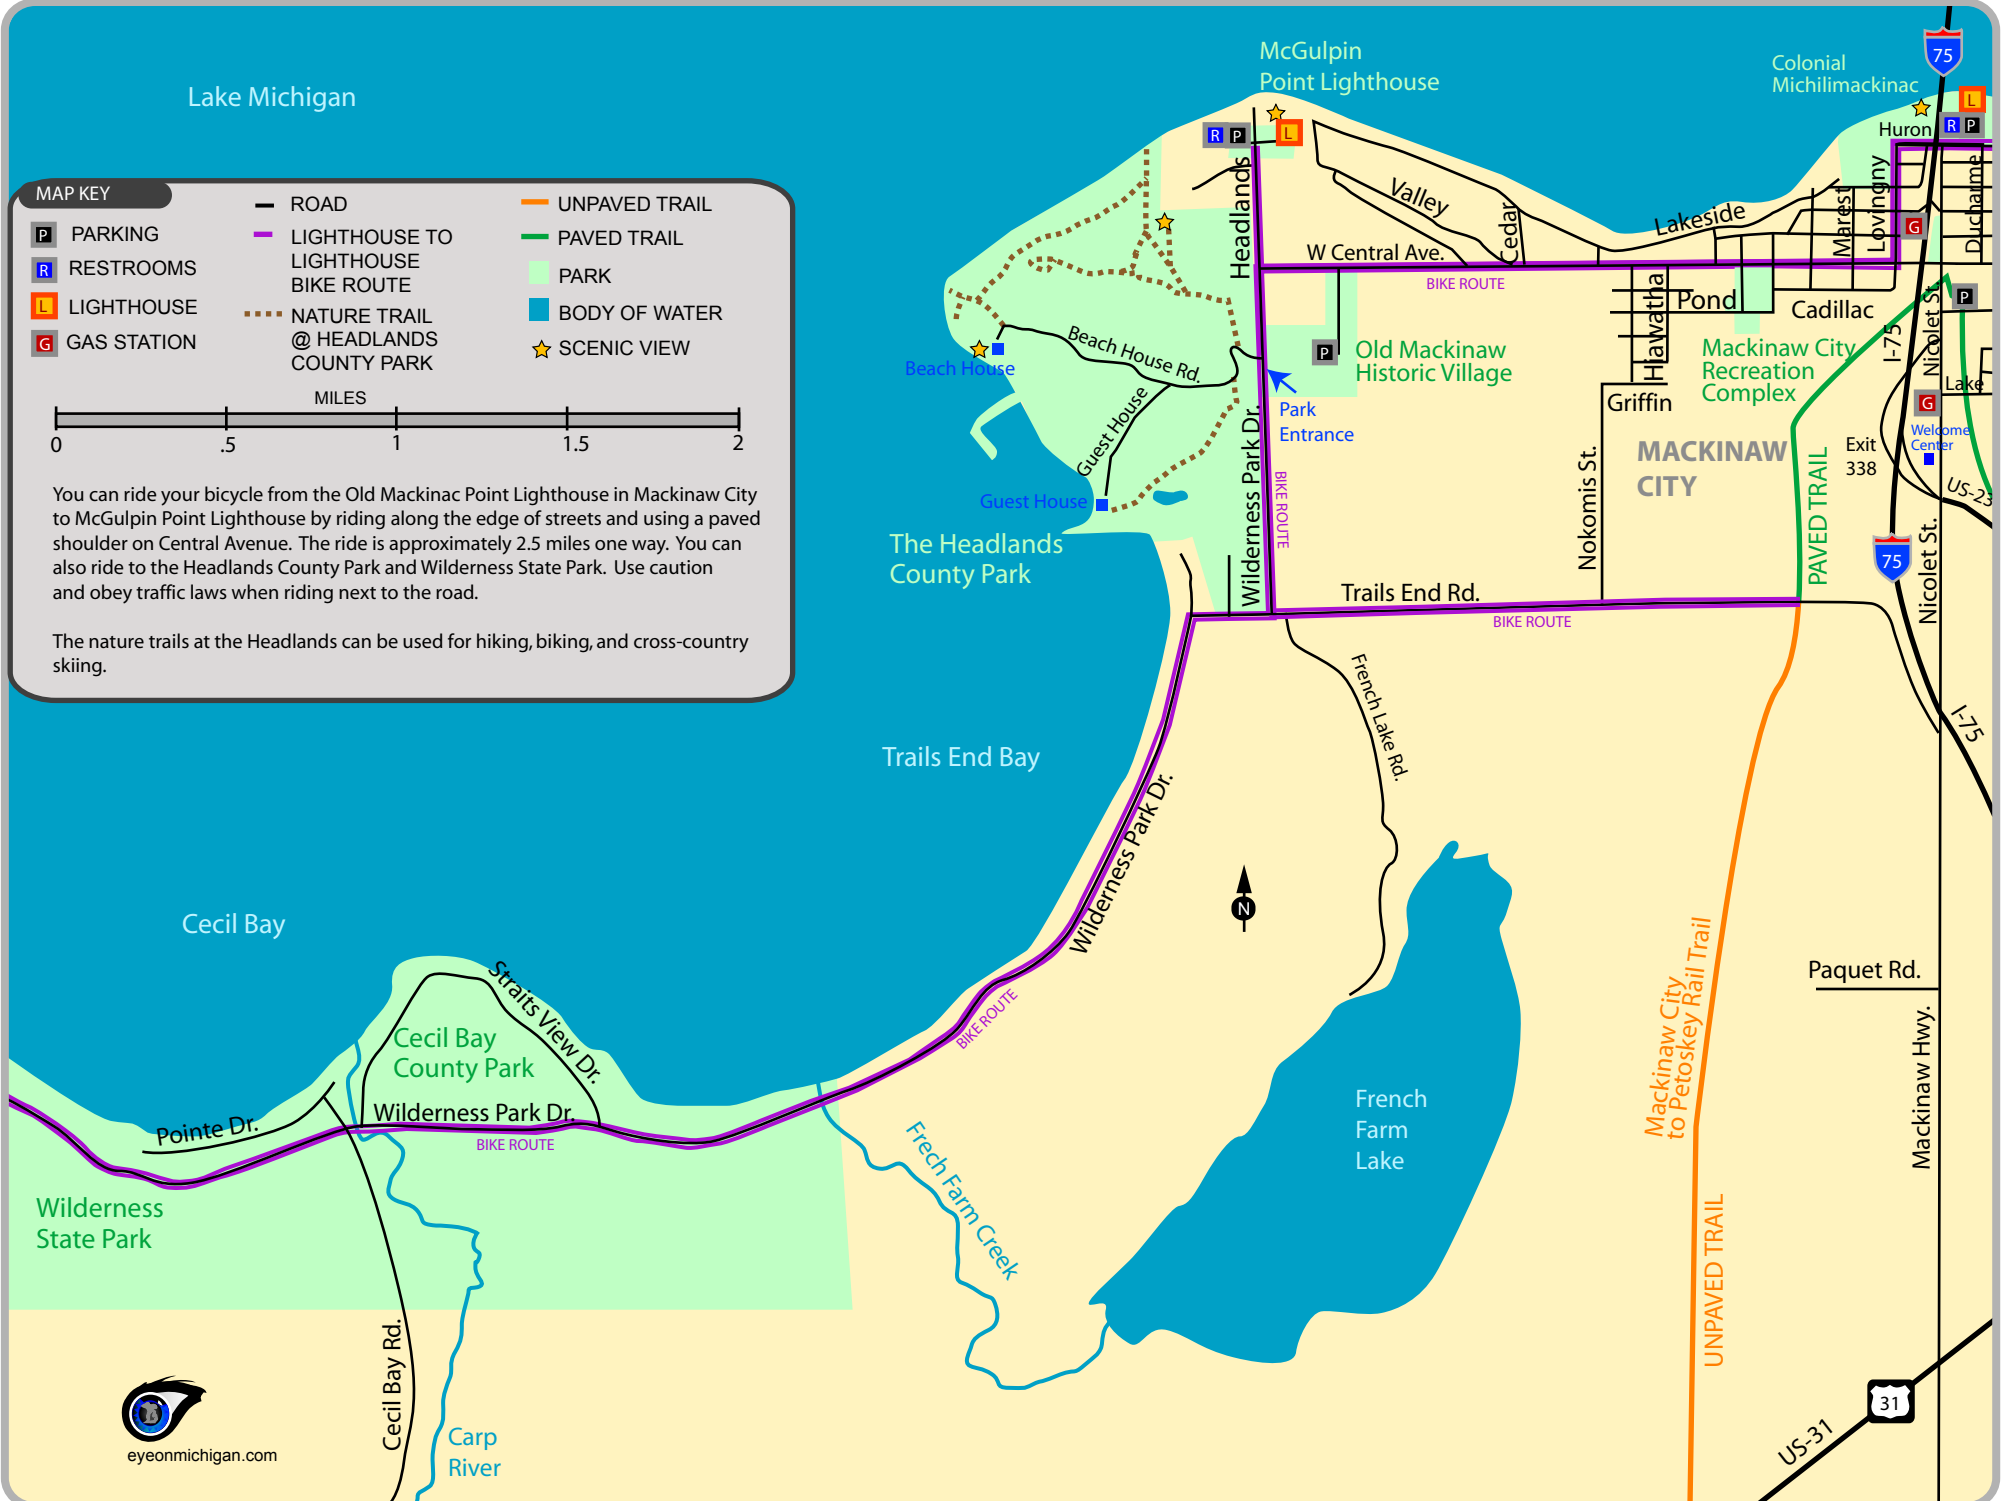 McGulpin
Point Lighthouse
Colonial
Michilimackinac
75
Lake Michigan
L
R P
L
Huron
R P
MAP KEY
P PARKING
R RESTROOMS
L LIGHTHOUSE
G GAS STATION
ROAD
LIGHTHOUSE TO
LIGHTHOUSE
BIKE ROUTE
NATURE TRAIL
@ HEADLANDS
COUNTY PARK
UNPAVED TRAIL
PAVED TRAIL
PARK
BODY OF WATER
SCENIC VIEW
MILES
0 .5 1 1.5 2
You can ride your bicycle from the Old Mackinac Point Lighthouse in Mackinaw City
to McGulpin Point Lighthouse by riding along the edge of streets and using a paved
shoulder on Central Avenue. The ride is approximately 2.5 miles one way. You can
also ride to the Headlands County Park and Wilderness State Park. Use caution
and obey traffic laws when riding next to the road.
The nature trails at the Headlands can be used for hiking, biking, and cross-country
skiing.
Headlands
Valley
Cedar
Lakeside
Marest
Lovingny
G
Ducharme
W Central Ave.
BIKE ROUTE
Hiawatha
Pond
Cadillac
I-75
Nicolet St.
P
Beach House Rd.
Beach House
P
Old Mackinaw
Historic Village
Mackinaw City
Recreation
Complex
Lake
Guest House
Park
Entrance
Griffin
G
Welcome
Center
Exit
338
MACKINAW
CITY
US-23
Guest House
Wilderness Park Dr.
BIKE ROUTE
Nokomis St.
PAVED TRAIL
75
Nicolet St.
The Headlands
County Park
Trails End Rd.
BIKE ROUTE
French Lake Rd.
I-75
Trails End Bay
Wilderness Park Dr.
N
Cecil Bay
BIKE ROUTE
Mackinaw City
to Petoskey Rail Trail
Paquet Rd.
Mackinaw Hwy.
Straits View Dr.
Cecil Bay
County Park
Wilderness Park Dr.
BIKE ROUTE
Pointe Dr.
Frech Farm Creek
French
Farm
Lake
Wilderness
State Park
UNPAVED TRAIL
Cecil Bay Rd.
Carp
River
31
US-31
eyeonmichigan.com